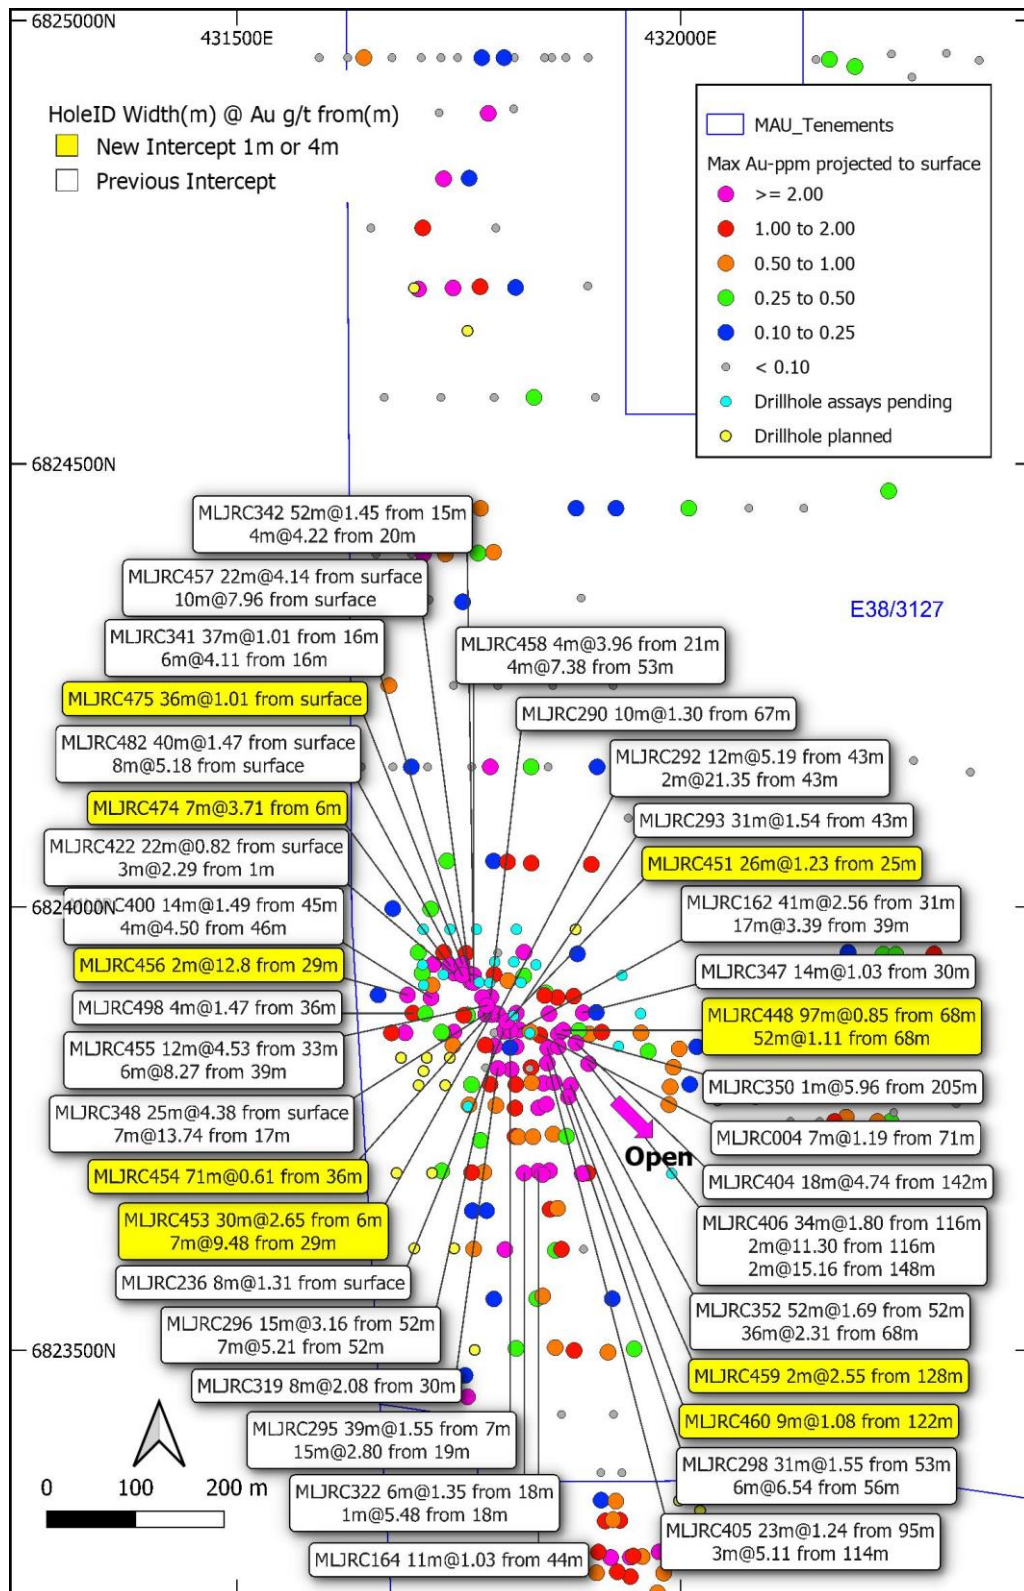 6825000N
431500E
432000E
HoleID Width(m) @ Au g/t from(m)
New Intercept 1m or 4m
Previous Intercept
MAU_Tenements
Max Au-ppm projected to surface
>= 2.00
1.00 to 2.00
0.50 to 1.00
0.25 to 0.50
0.10 to 0.25
< 0.10
Drillhole assays pending
Drillhole planned
6824500N
MLJRC342 52m@1.45 from 15m
4m@4.22 from 20m
MLJRC457 22m@4.14 from surface
10m@7.96 from surface
E38/3127
MLJRC341 37m@1.01 from 16m
6m@4.11 from 16m
MLJRC458 4m@3.96 from 21m
4m@7.38 from 53m
MLJRC475 36m@1.01 from surface
MLJRC290 10m@1.30 from 67m
MLJRC482 40m@1.47 from surface
8m@5.18 from surface
MLJRC292 12m@5.19 from 43m
2m@21.35 from 43m
MLJRC474 7m@3.71 from 6m
MLJRC293 31m@1.54 from 43m
MLJRC422 22m@0.82 from surface
3m@2.29 from 1m
MLJRC451 26m@1.23 from 25m
6824000N
C400 14m@1.49 from 45m
4m@4.50 from 46m
MLJRC162 41m@2.56 from 31m
17m@3.39 from 39m
MLJRC456 2m@12.8 from 29m
MLJRC347 14m@1.03 from 30m
MLJRC498 4m@1.47 from 36m
MLJRC448 97m@0.85 from 68m
52m@1.11 from 68m
MLJRC455 12m@4.53 from 33m
6m@8.27 from 39m
MLJRC350 1m@5.96 from 205m
MLJRC348 25m@4.38 from surface
7m@13.74 from 17m
MLJRC004 7m@1.19 from 71m
Open
MLJRC454 71m@0.61 from 36m
MLJRC404 18m@4.74 from 142m
MLJRC453 30m@2.65 from 6m
7m@9.48 from 29m
MLJRC406 34m@1.80 from 116m
2m@11.30 from 116m
2m@15.16 from 148m
MLJRC236 8m@1.31 from surface
MLJRC296 15m@3.16 from 52m
7m@5.21 from 52m
MLJRC352 52m@1.69 from 52m
36m@2.31 from 68m
6823500N
MLJRC459 2m@2.55 from 128m
MLJRC319 8m@2.08 from 30m
MLJRC460 9m@1.08 from 122m
MLJRC295 39m@1.55 from 7m
15m@2.80 from 19m
MLJRC298 31m@1.55 from 53m
6m@6.54 from 56m
0 100 200 m
MLJRC322 6m@1.35 from 18m
1m@5.48 from 18m
MLJRC405 23m@1.24 from 95m
3m@5.11 from 114m
MLJRC164 11m@1.03 from 44m